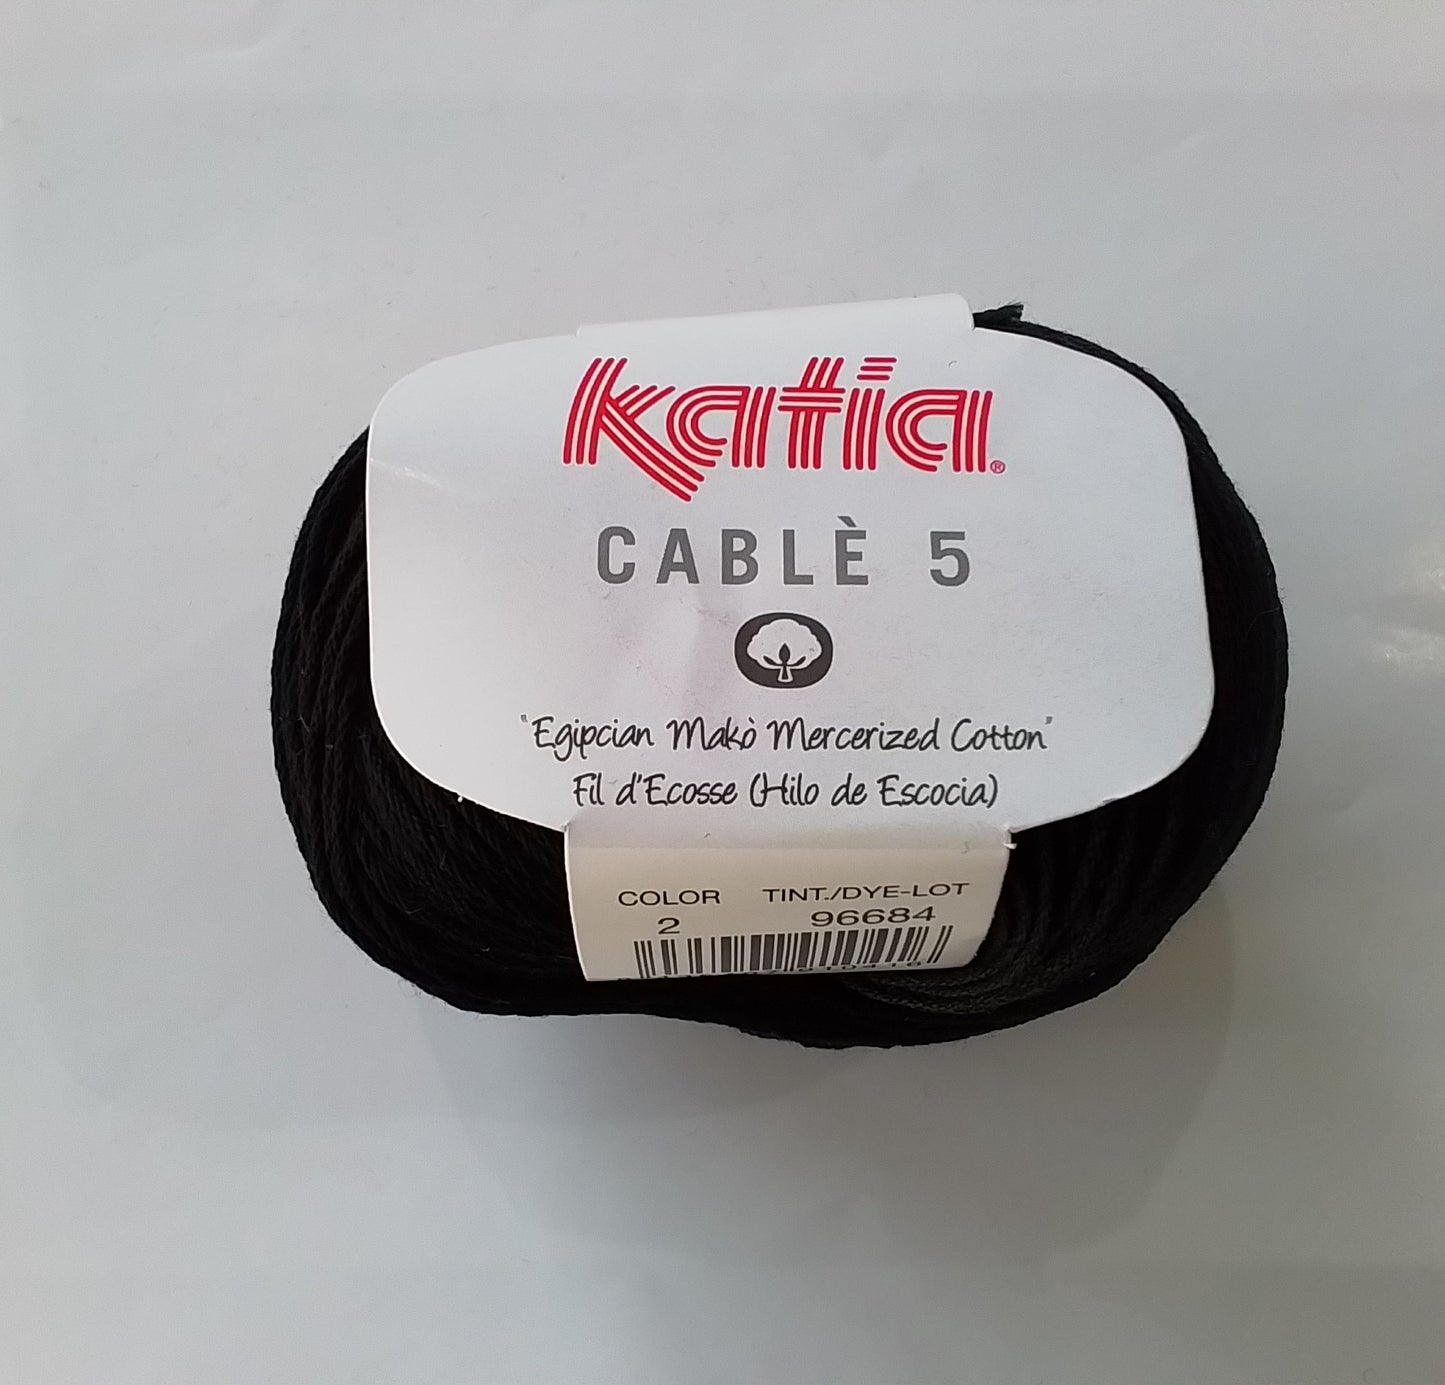 katia®
CABLÈ 5
"Egipcian Makò Mercerized Cotton"
Fil d'Ecosse (Hilo de Escocia)
COLOR TINT./DYE-LOT
2 96684